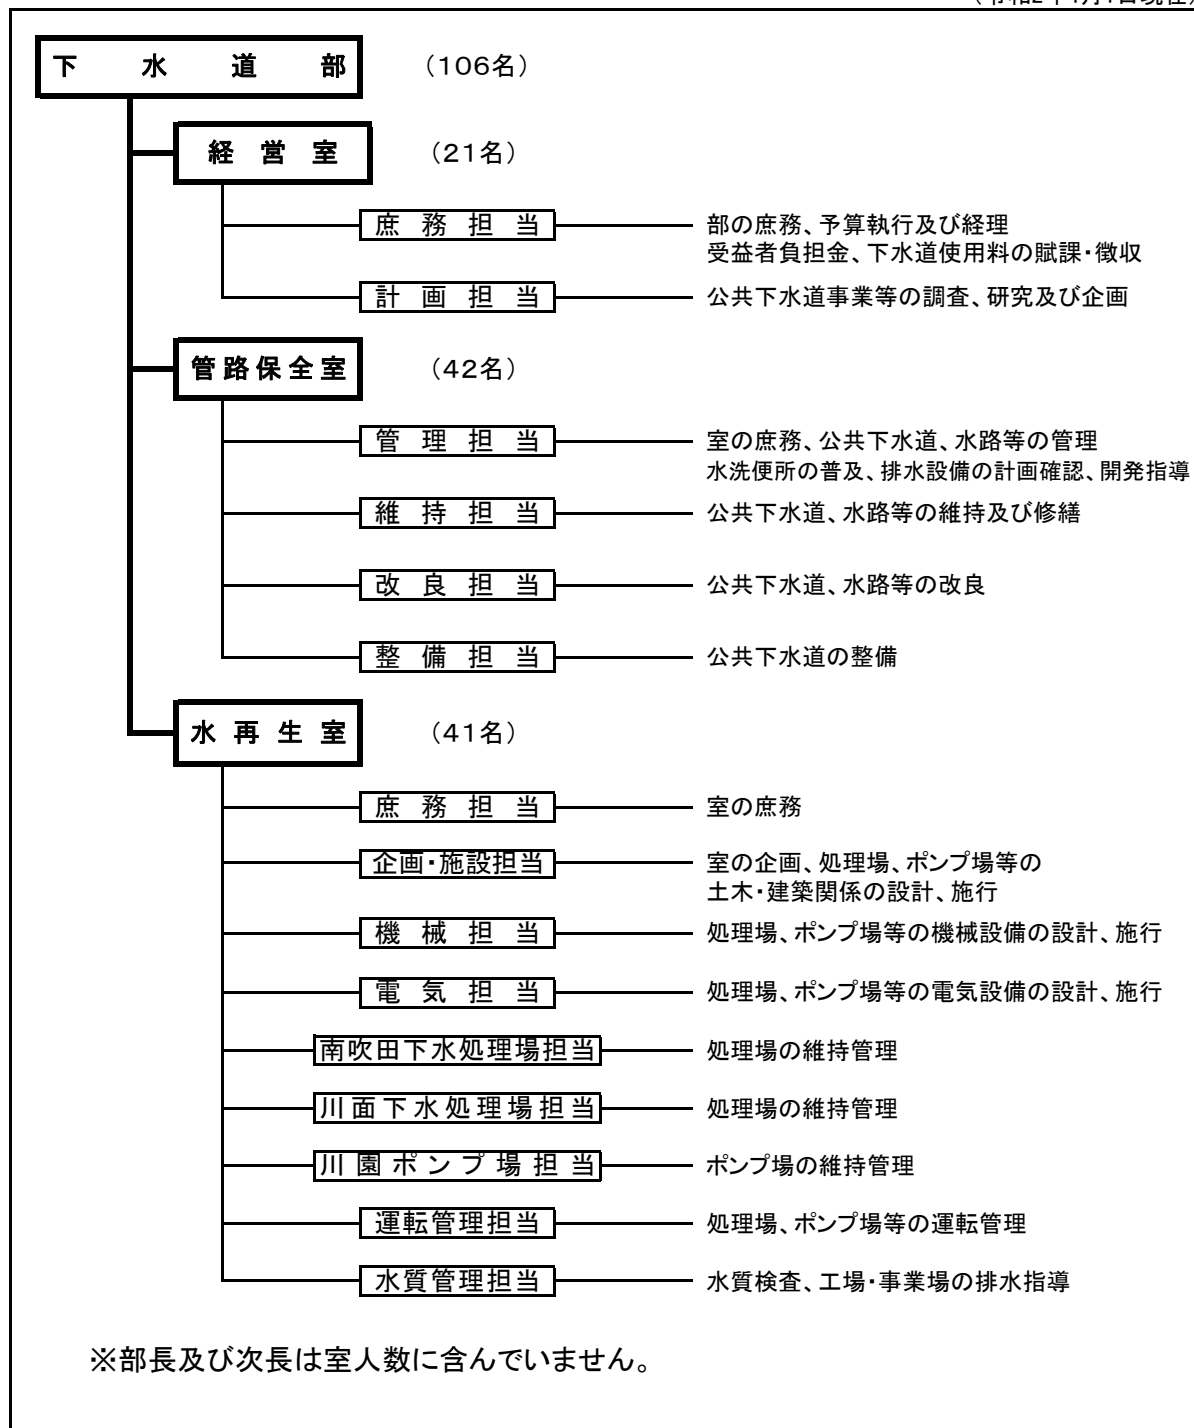 下水道部 （106名）
経営室 （21名）
庶務担当 部の庶務、予算執行及び経理
受益者負担金、下水道使用料の賦課・徴収
計画担当 公共下水道事業等の調査、研究及び企画
管路保全室 （42名）
管理担当 室の庶務、公共下水道、水路等の管理
水洗便所の普及、排水設備の計画確認、開発指導
維持担当 公共下水道、水路等の維持及び修繕
改良担当 公共下水道、水路等の改良
整備担当 公共下水道の整備
水再生室 （41名）
庶務担当 室の庶務
企画・施設担当 室の企画、処理場、ポンプ場等の
土木・建築関係の設計、施行
機械担当 処理場、ポンプ場等の機械設備の設計、施行
電気担当 処理場、ポンプ場等の電気設備の設計、施行
南吹田下水処理場担当 処理場の維持管理
川面下水処理場担当 処理場の維持管理
川園ポンプ場担当 ポンプ場の維持管理
運転管理担当 処理場、ポンプ場等の運転管理
水質管理担当 水質検査、工場・事業場の排水指導
※部長及び次長は室人数に含んでいません。